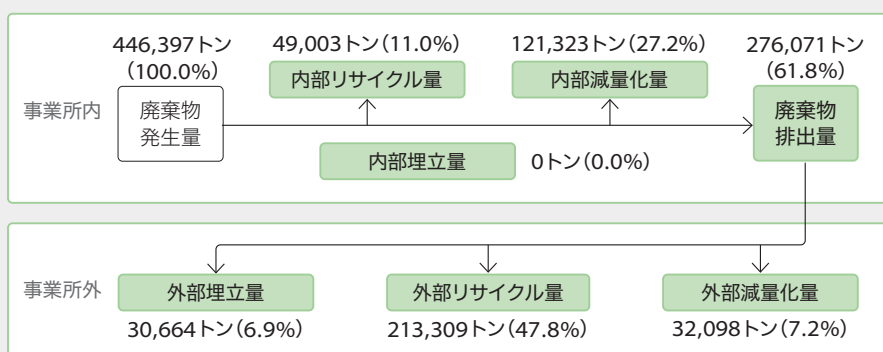 446,397トン
(100.0%)
49,003トン(11.0%)
121,323トン(27.2%)
276,071トン
(61.8%)
内部リサイクル量
内部減量化量
事業所内
廃棄物
発生量
廃棄物
排出量
内部埋立量
0トン(0.0%)
事業所外
外部埋立量
外部リサイクル量
外部減量化量
30,664トン(6.9%)
213,309トン(47.8%)
32,098トン(7.2%)